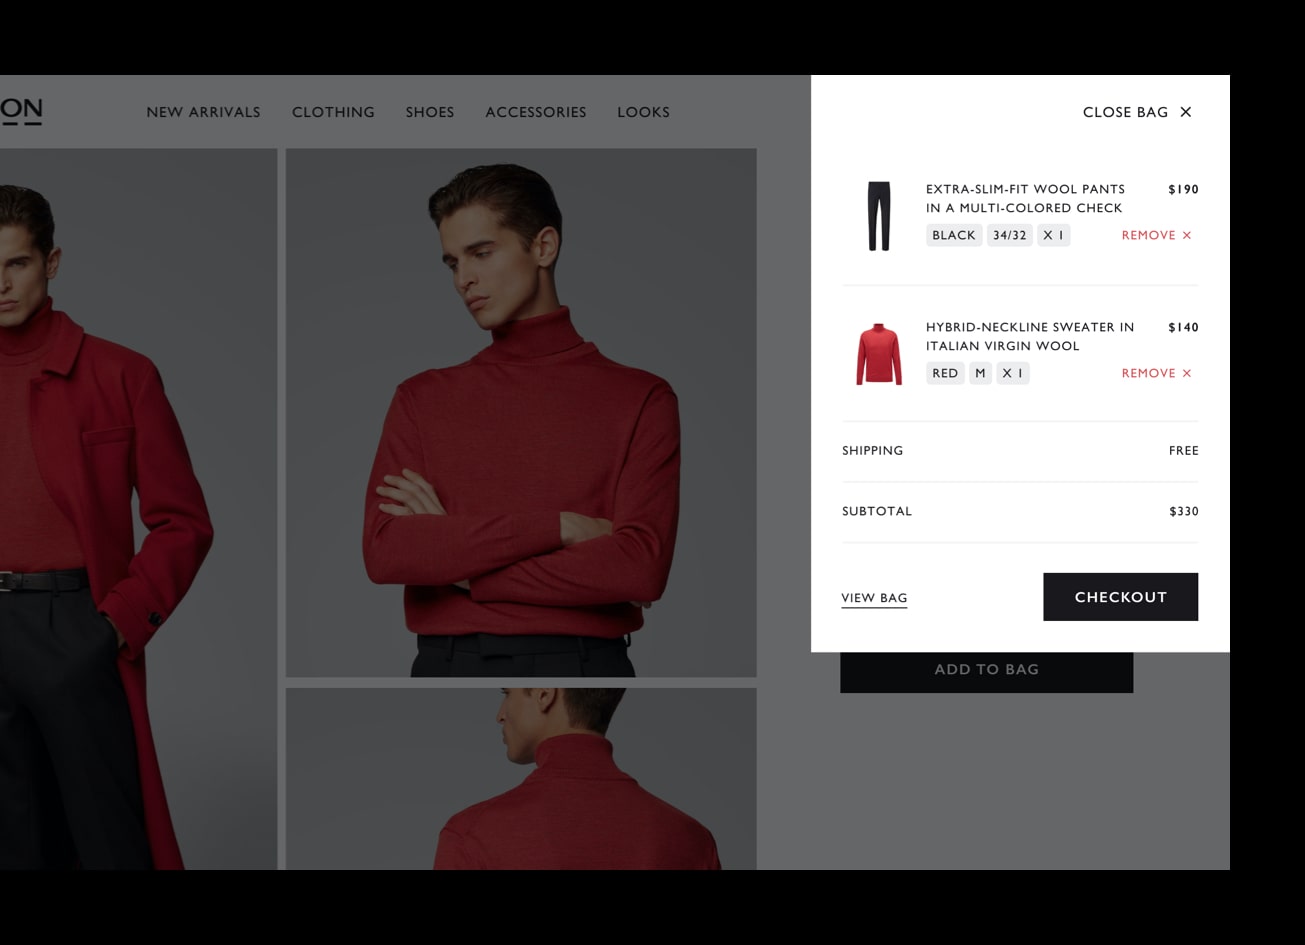 ON
NEW ARRIVALS CLOTHING SHOES ACCESSORIES LOOKS
CLOSE BAG ×
EXTRA-SLIM-FIT WOOL PANTS $190
IN A MULTI-COLORED CHECK
BLACK 34/32 X 1 REMOVE ×
HYBRID-NECKLINE SWEATER IN $140
ITALIAN VIRGIN WOOL
RED M X 1 REMOVE ×
SHIPPING FREE
SUBTOTAL $330
VIEW BAG CHECKOUT
ADD TO BAG